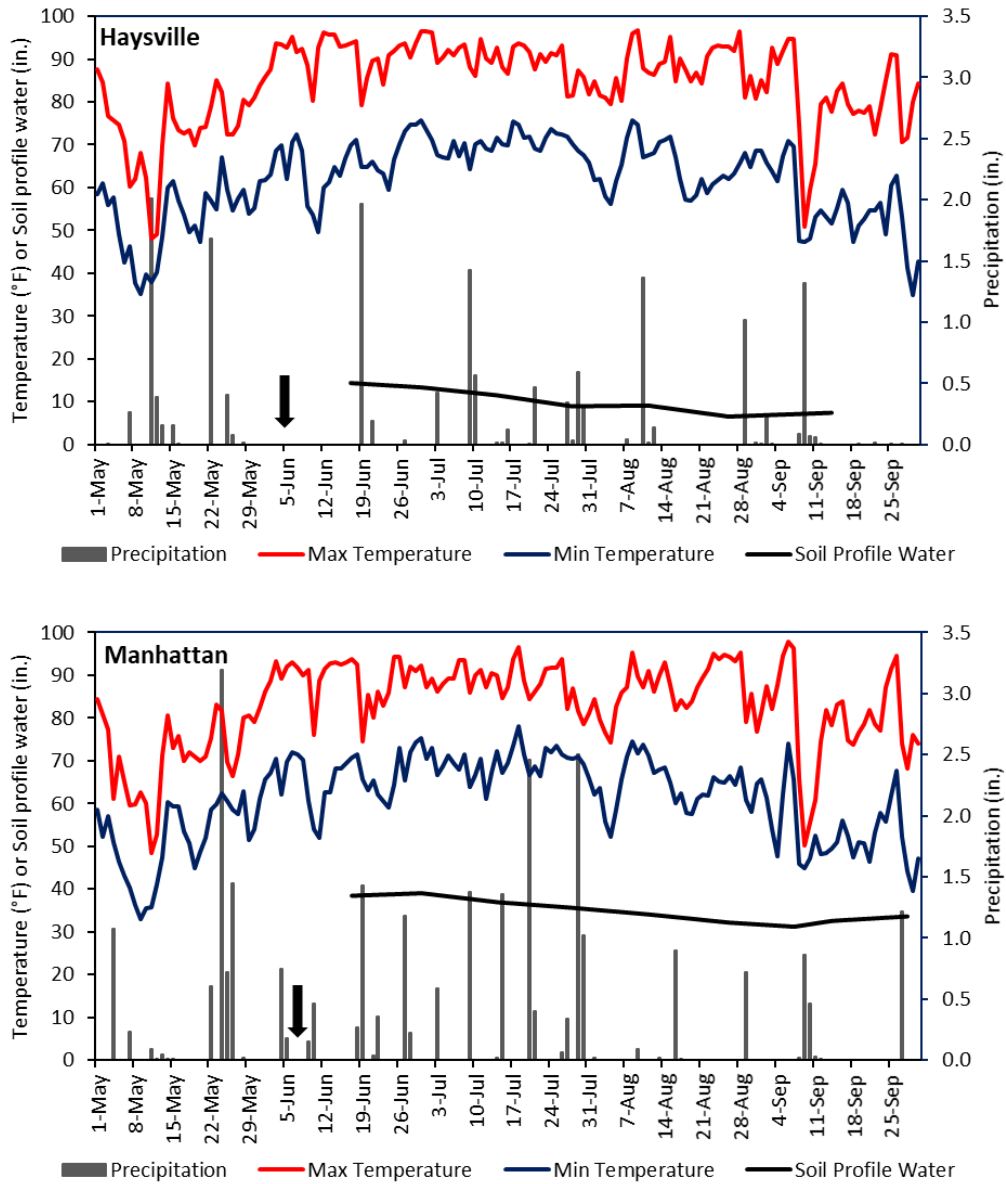 Haysville
Temperature (°F) or Soil profile water (in.)
100
90
80
70
60
50
40
30
20
10
0
3.5
3.0
2.5
2.0
1.5
1.0
0.5
0.0
Precipitation (in.)
1-May
8-May
15-May
22-May
29-May
5-Jun
12-Jun
19-Jun
26-Jun
3-Jul
10-Jul
17-Jul
24-Jul
31-Jul
7-Aug
14-Aug
21-Aug
28-Aug
4-Sep
11-Sep
18-Sep
25-Sep
Precipitation Max Temperature Min Temperature Soil Profile Water
Manhattan
Temperature (°F) or Soil profile water (in.)
100
90
80
70
60
50
40
30
20
10
0
3.5
3.0
2.5
2.0
1.5
1.0
0.5
0.0
Precipitation (in.)
1-May
8-May
15-May
22-May
29-May
5-Jun
12-Jun
19-Jun
26-Jun
3-Jul
10-Jul
17-Jul
24-Jul
31-Jul
7-Aug
14-Aug
21-Aug
28-Aug
4-Sep
11-Sep
18-Sep
25-Sep
Precipitation Max Temperature Min Temperature Soil Profile Water